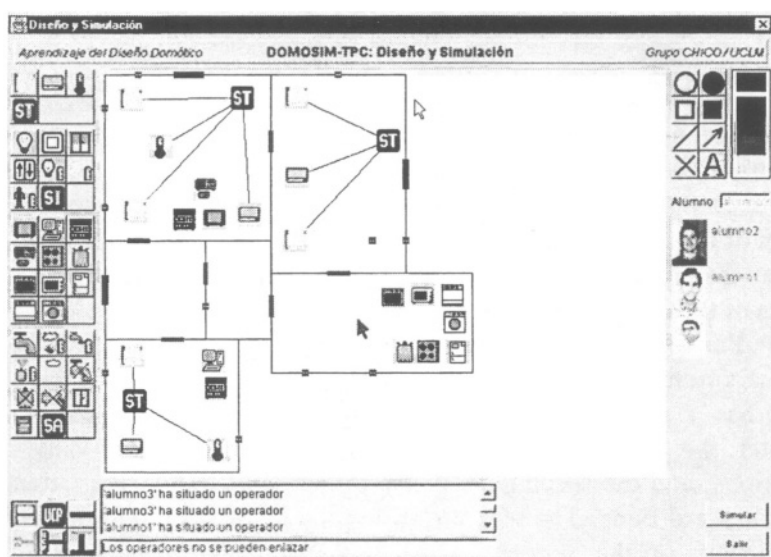 Diseño y Simulación
Aprendizaje del Diseño Domótico
DOMOSIM-TPC: Diseño y Simulación
Grupo CHICO / UCLM
ST
ST
ST
SI
A
Alumno
alumno2
alumno1
ST
SA
'alumno3' ha situado un operador
'alumno3' ha situado un operador
'alumno1' ha situado un operador
Los operadores no se pueden enlazar
UCP
Simular
Salir